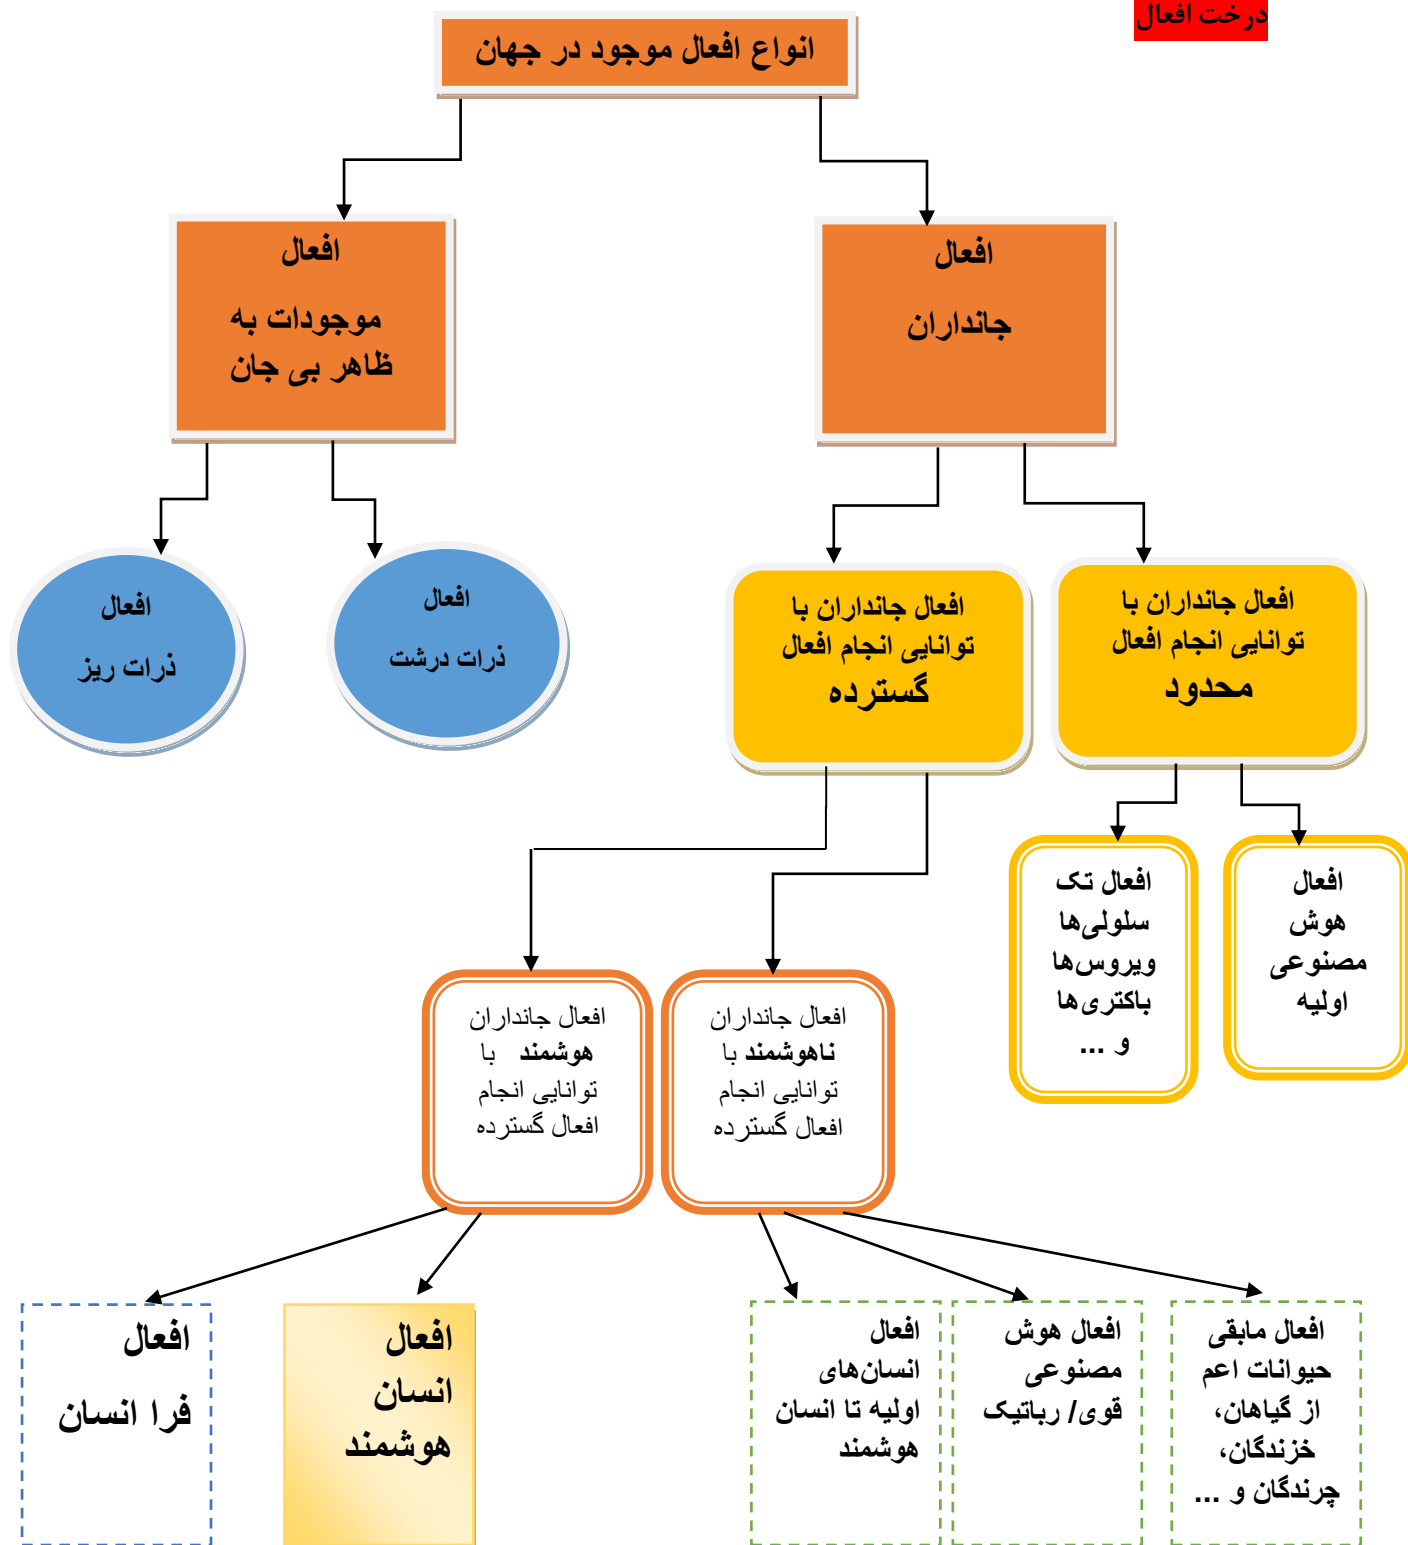 درخت افعال
انواع افعال موجود در جهان
افعال
جانداران
افعال
موجودات به
ظاهر بی جان
افعال جانداران با
توانایی انجام افعال
محدود
افعال جانداران با
توانایی انجام افعال
گسترده
افعال
ذرات درشت
افعال
ذرات ریز
افعال
هوش
مصنوعی
اولیه
افعال تک
سلولی‌ها
ویروس‌ها
باکتری‌ها
و ...
افعال جانداران
ناهوشمند با
توانایی انجام
افعال گسترده
افعال جانداران
هوشمند با
توانایی انجام
افعال گسترده
افعال مابقی
حیوانات اعم
از گیاهان،
خزندگان،
چرندگان و ...
افعال هوش
مصنوعی
قوی/ رباتیک
افعال
انسان‌های
اولیه تا انسان
هوشمند
افعال
انسان
هوشمند
افعال
فرا انسان